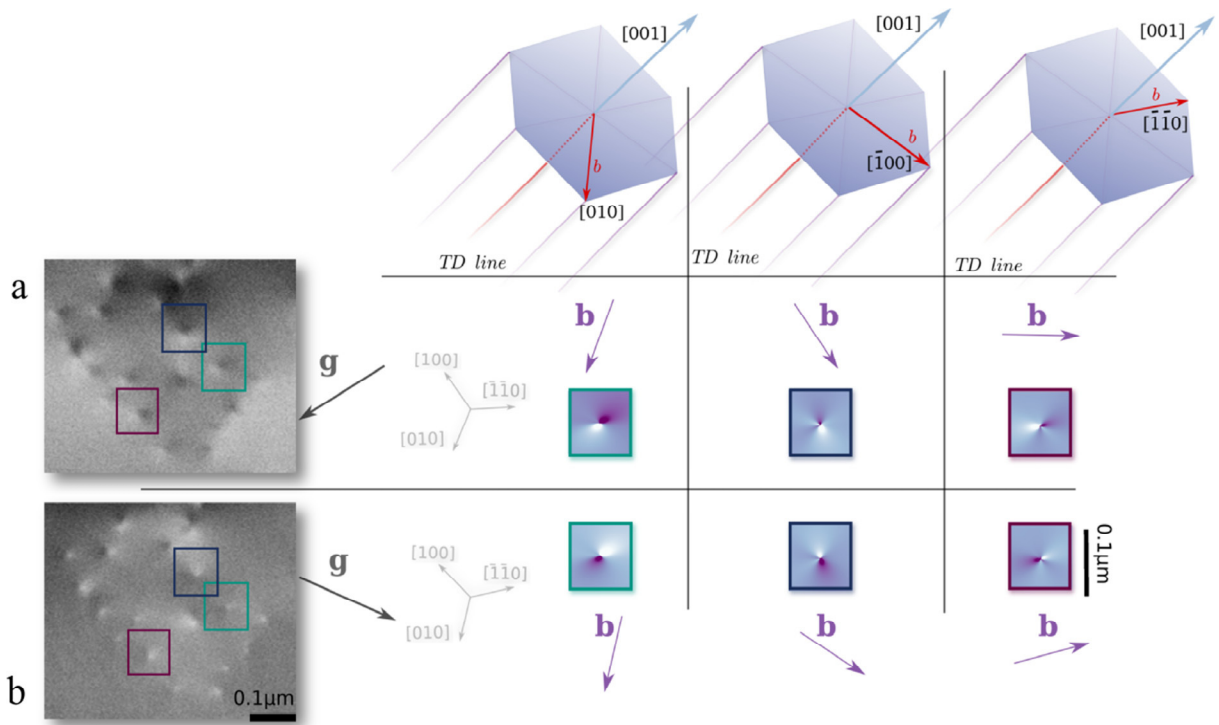 [001]
[001]
[001]
b
b
b
[1̅1̅0]
[1̅00]
[010]
TD line
TD line
TD line
a
b
b
b
g
[100]
[1̅1̅0]
[010]
g
[100]
[1̅1̅0]
[010]
0.1μm
b
b
b
b
0.1μm